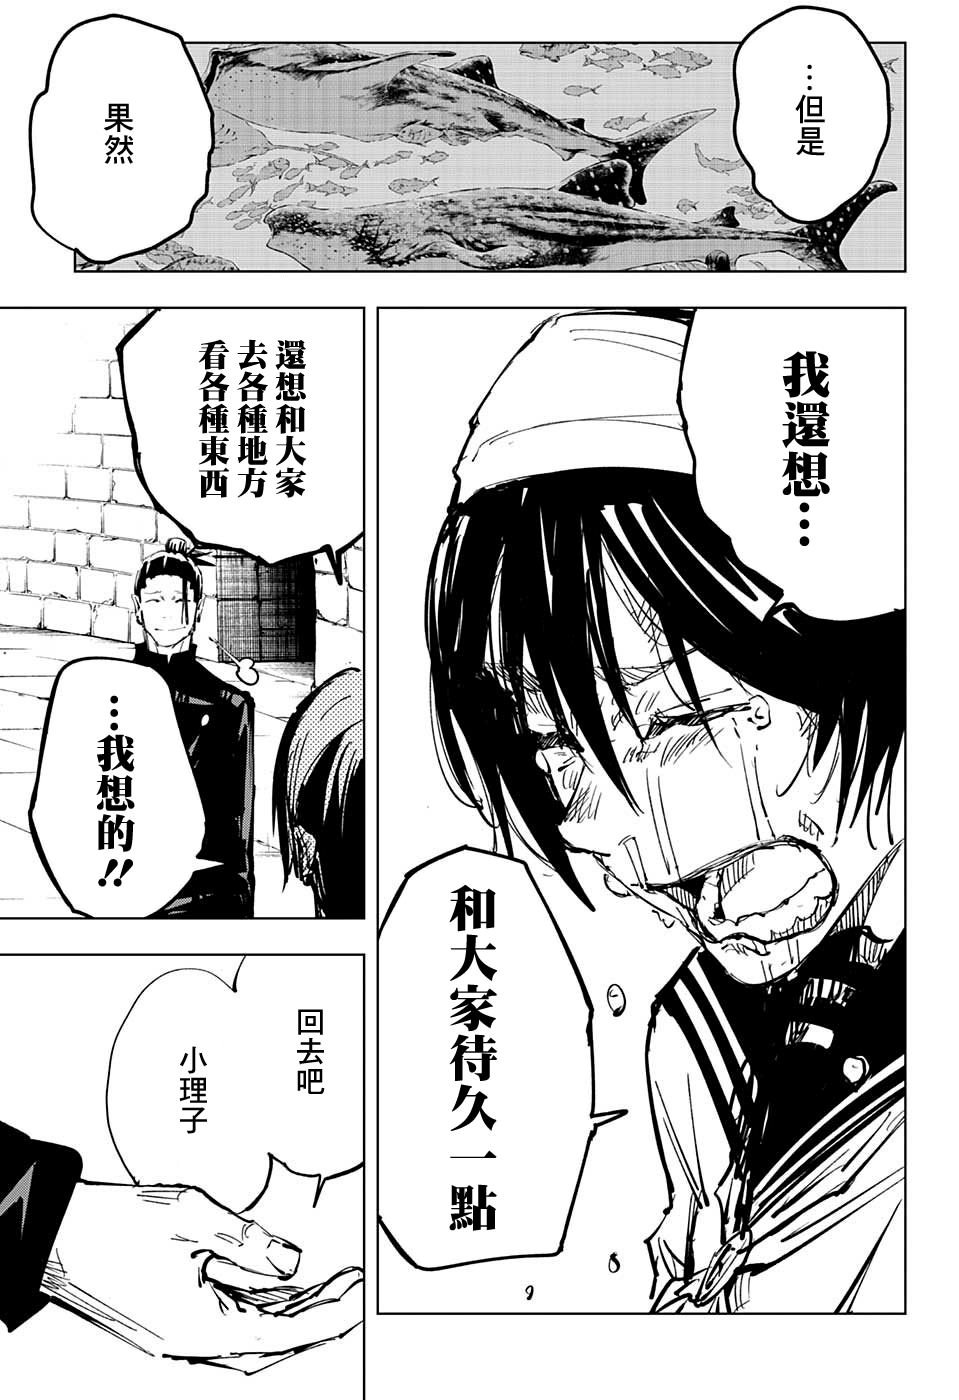 …但是
果然
我還想…
和大家待久一點
還想和大家
去各種地方
看各種東西
…我想的!!
回去吧
小理子